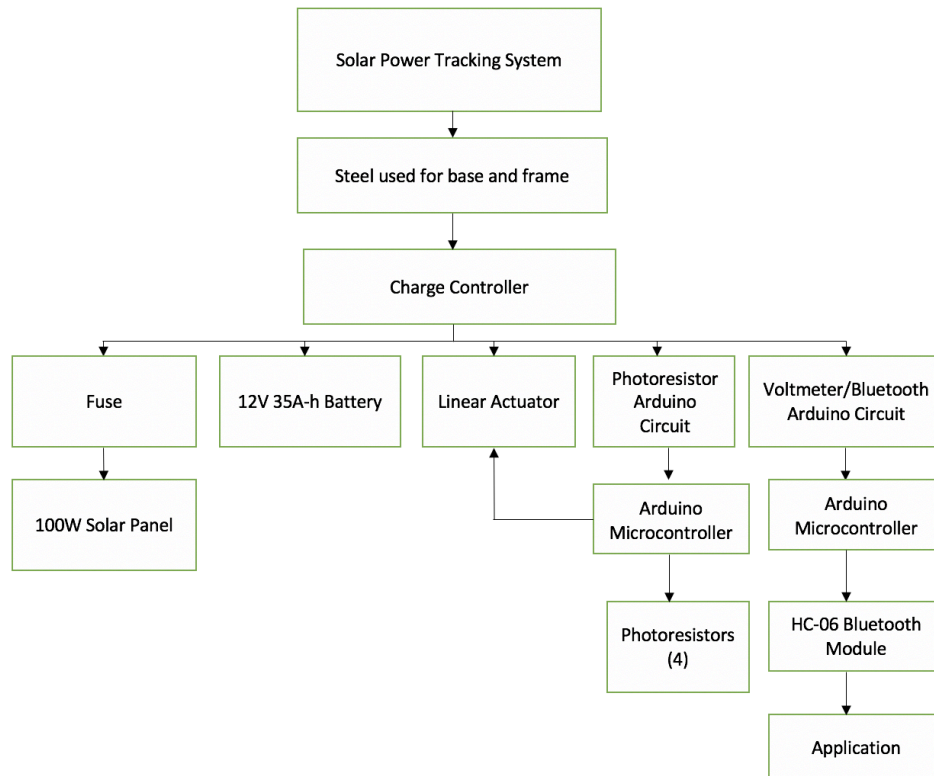 Solar Power Tracking System
Steel used for base and frame
Charge Controller
Fuse
12V 35A-h Battery
Linear Actuator
Photoresistor
Arduino
Circuit
Voltmeter/Bluetooth
Arduino Circuit
100W Solar Panel
Arduino
Microcontroller
Arduino
Microcontroller
Photoresistors
(4)
HC-06 Bluetooth
Module
Application